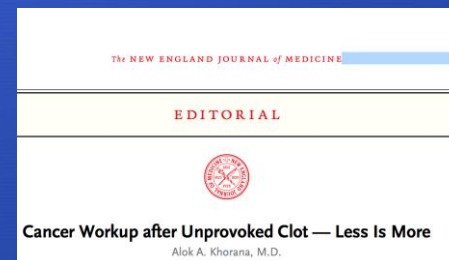 The NEW ENGLAND JOURNAL of MEDICINE
EDITORIAL
Cancer Workup after Unprovoked Clot — Less Is More
Alok A. Khorana, M.D.